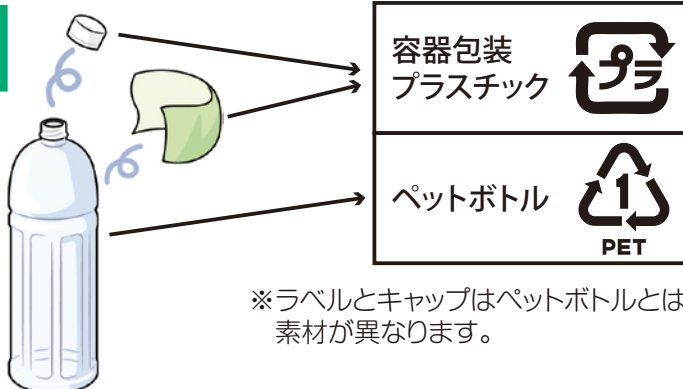 容器包装
プラスチック
プラ
ペットボトル
1
PET
※ラベルとキャップはペットボトルとは
素材が異なります。